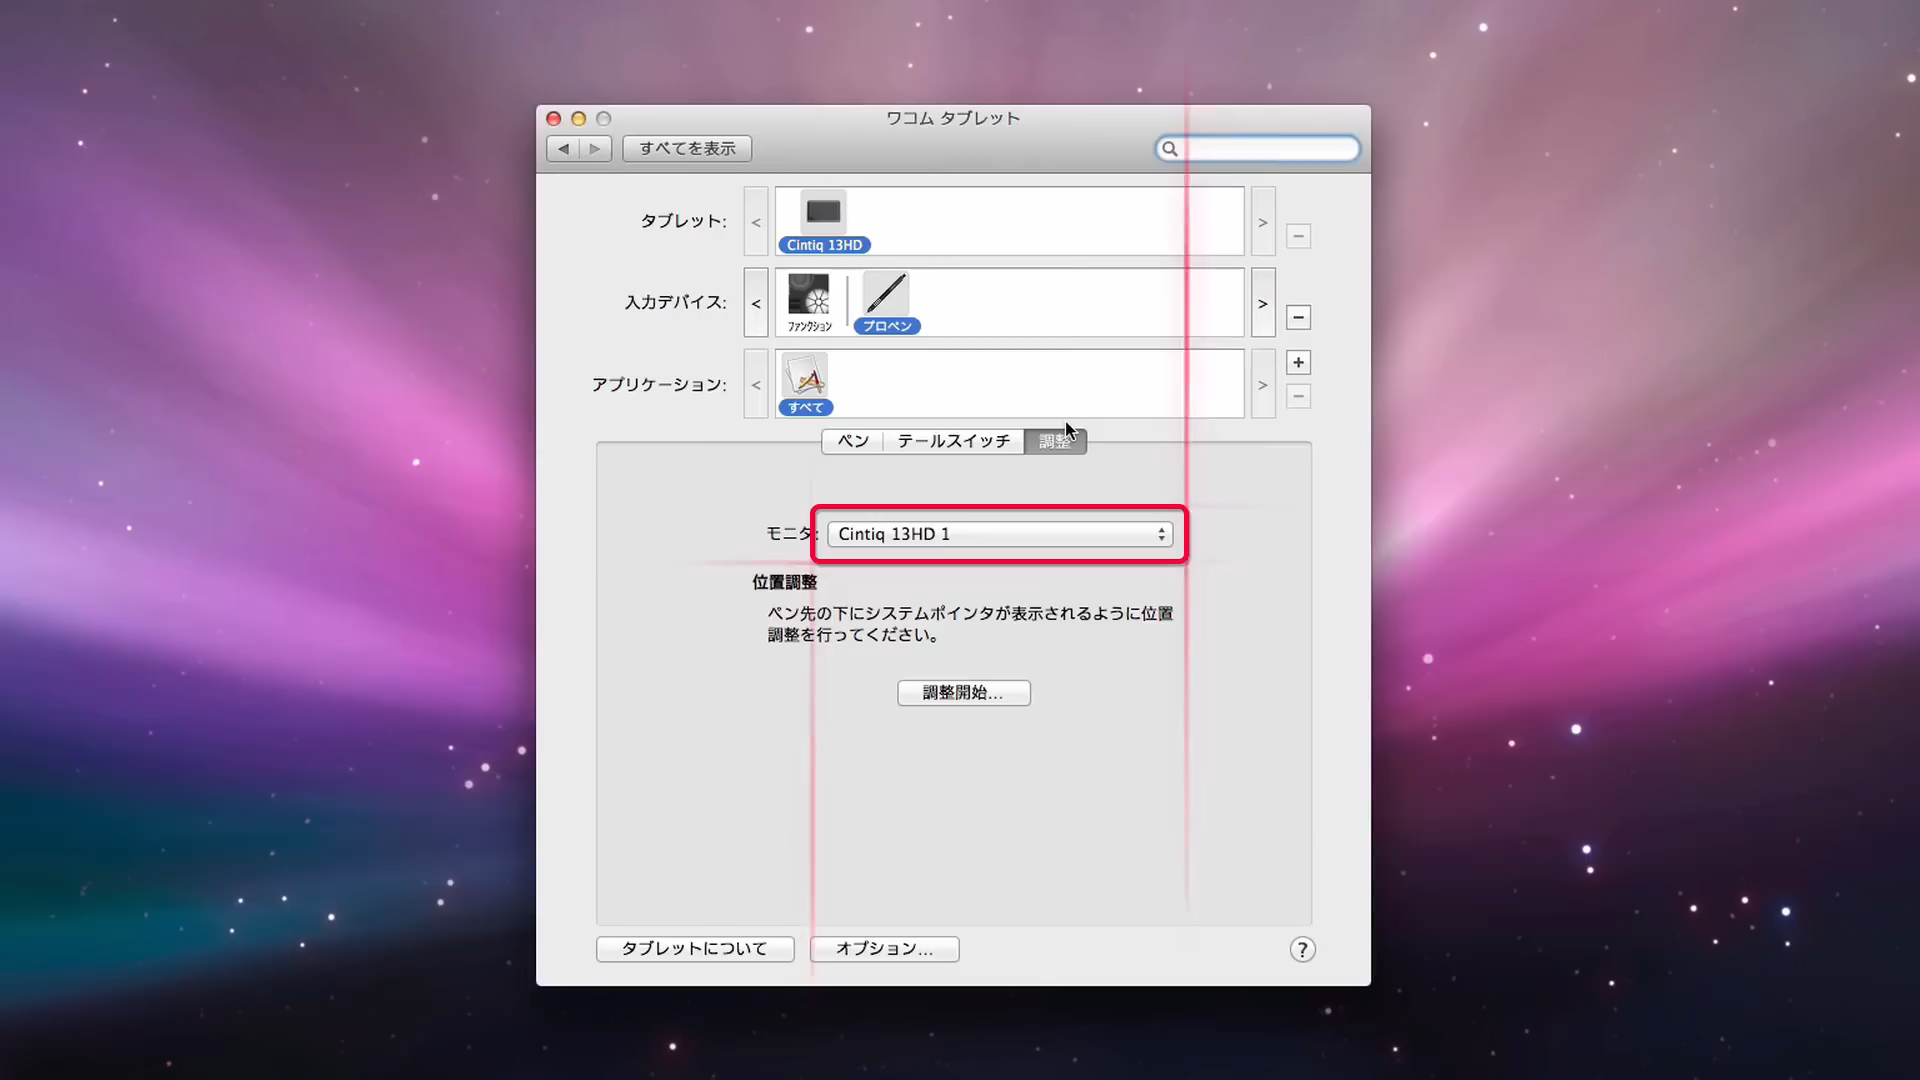 ワコム タブレット
すべてを表示
タブレット:
<
Cintiq 13HD
>
入力デバイス:
<
ファンクション
プロペン
>
アプリケーション:
<
すべて
>
ペン
テールスイッチ
調整
モニタ:
Cintiq 13HD 1
位置調整
ペン先の下にシステムポインタが表示されるように位置
調整を行ってください。
調整開始...
タブレットについて
オプション...
?